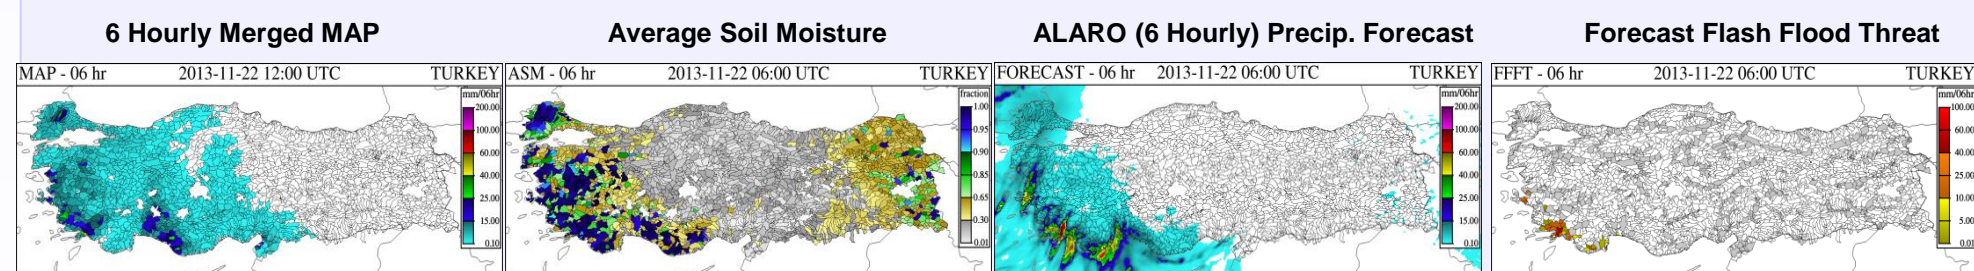 6 Hourly Merged MAP
Average Soil Moisture
ALARO (6 Hourly) Precip. Forecast
Forecast Flash Flood Threat
MAP - 06 hr 2013-11-22 12:00 UTC TURKEY
mm/06hr
200.00
100.00
60.00
40.00
25.00
15.00
0.10
ASM - 06 hr 2013-11-22 06:00 UTC TURKEY
fraction
1.00
0.95
0.90
0.85
0.65
0.30
0.01
FORECAST - 06 hr 2013-11-22 06:00 UTC TURKEY
mm/06hr
200.00
100.00
60.00
40.00
25.00
15.00
0.10
FFFT - 06 hr 2013-11-22 06:00 UTC TURKEY
mm/06hr
100.00
60.00
40.00
25.00
10.00
5.00
0.01